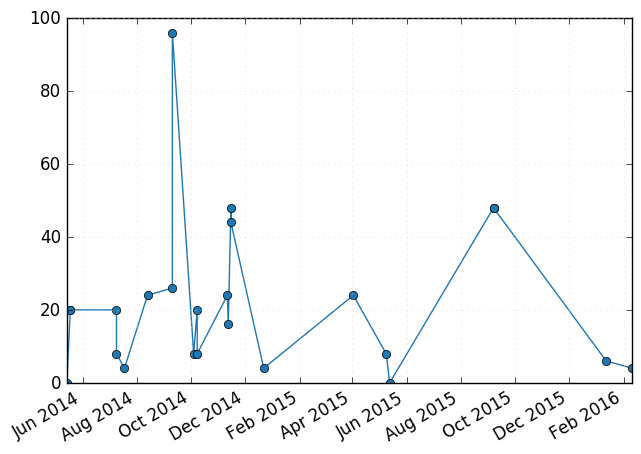 100
80
60
40
20
0
Jun 2014
Aug 2014
Oct 2014
Dec 2014
Feb 2015
Apr 2015
Jun 2015
Aug 2015
Oct 2015
Dec 2015
Feb 2016